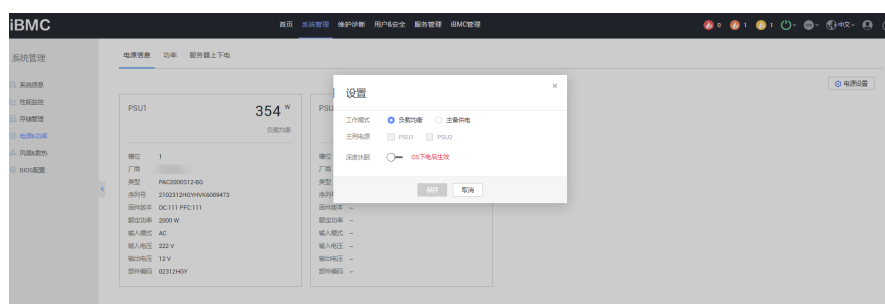 iBMC 首页 系统管理 维护诊断 用户&安全 服务管理 iBMC管理 0 1 1 中文
系统管理
系统信息
性能监控
存储管理
电源&功率
风扇&散热
BIOS配置
电源信息 功率 服务器上下电
电源设置
PSU1 354 W
负载均衡
槽位 1
厂商
类型 PAC2000S12-BG
序列号 2102312HGYHVK6009473
固件版本 DC:111 PFC:111
额定功率 2000 W
输入模式 AC
输入电压 222 V
输出电压 12 V
部件编码 02312HGY
PSU
槽位
厂商
类型
序列号
固件版本 --
额定功率 --
输入模式 --
输入电压 --
输出电压 --
部件编码 --
设置
工作模式 负载均衡 主备供电
主用电源 PSU1 PSU2
深度休眠 OS下电后生效
保存 取消